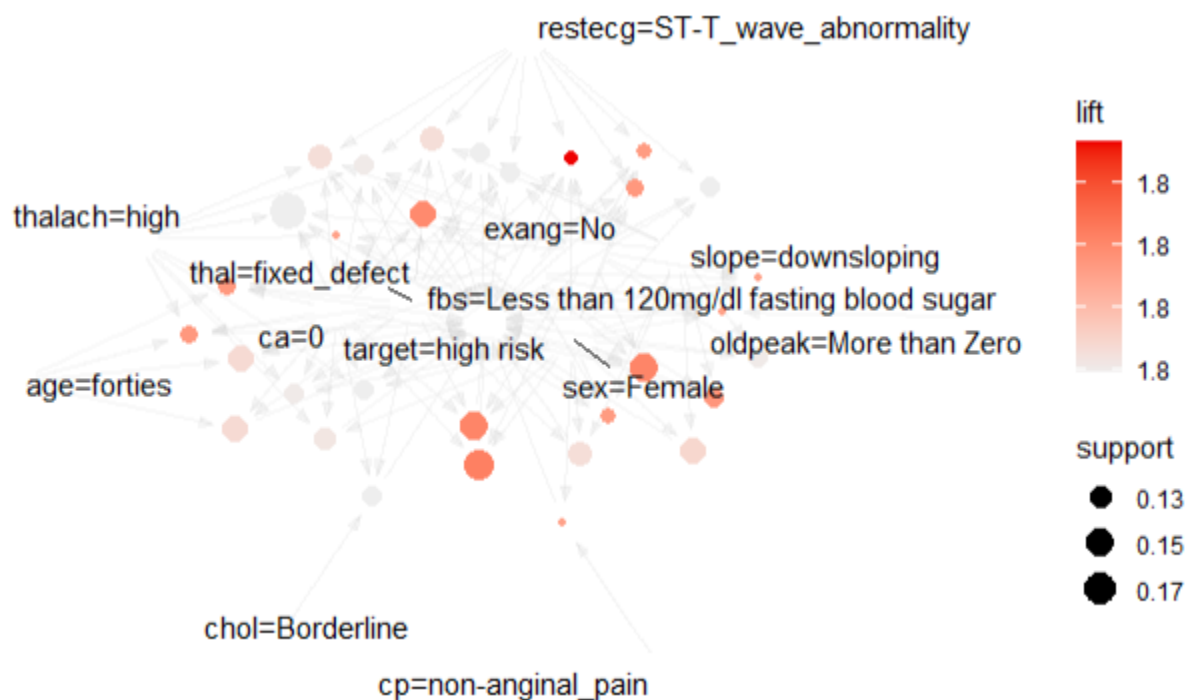 restecg=ST-T_wave_abnormality
lift
1.8
thalach=high
exang=No
1.8
slope=downsloping
thal=fixed_defect
fbs=Less than 120mg/dl fasting blood sugar
1.8
ca=0
target=high risk
oldpeak=More than Zero
1.8
age=forties
sex=Female
support
0.13
0.15
0.17
chol=Borderline
cp=non-anginal_pain